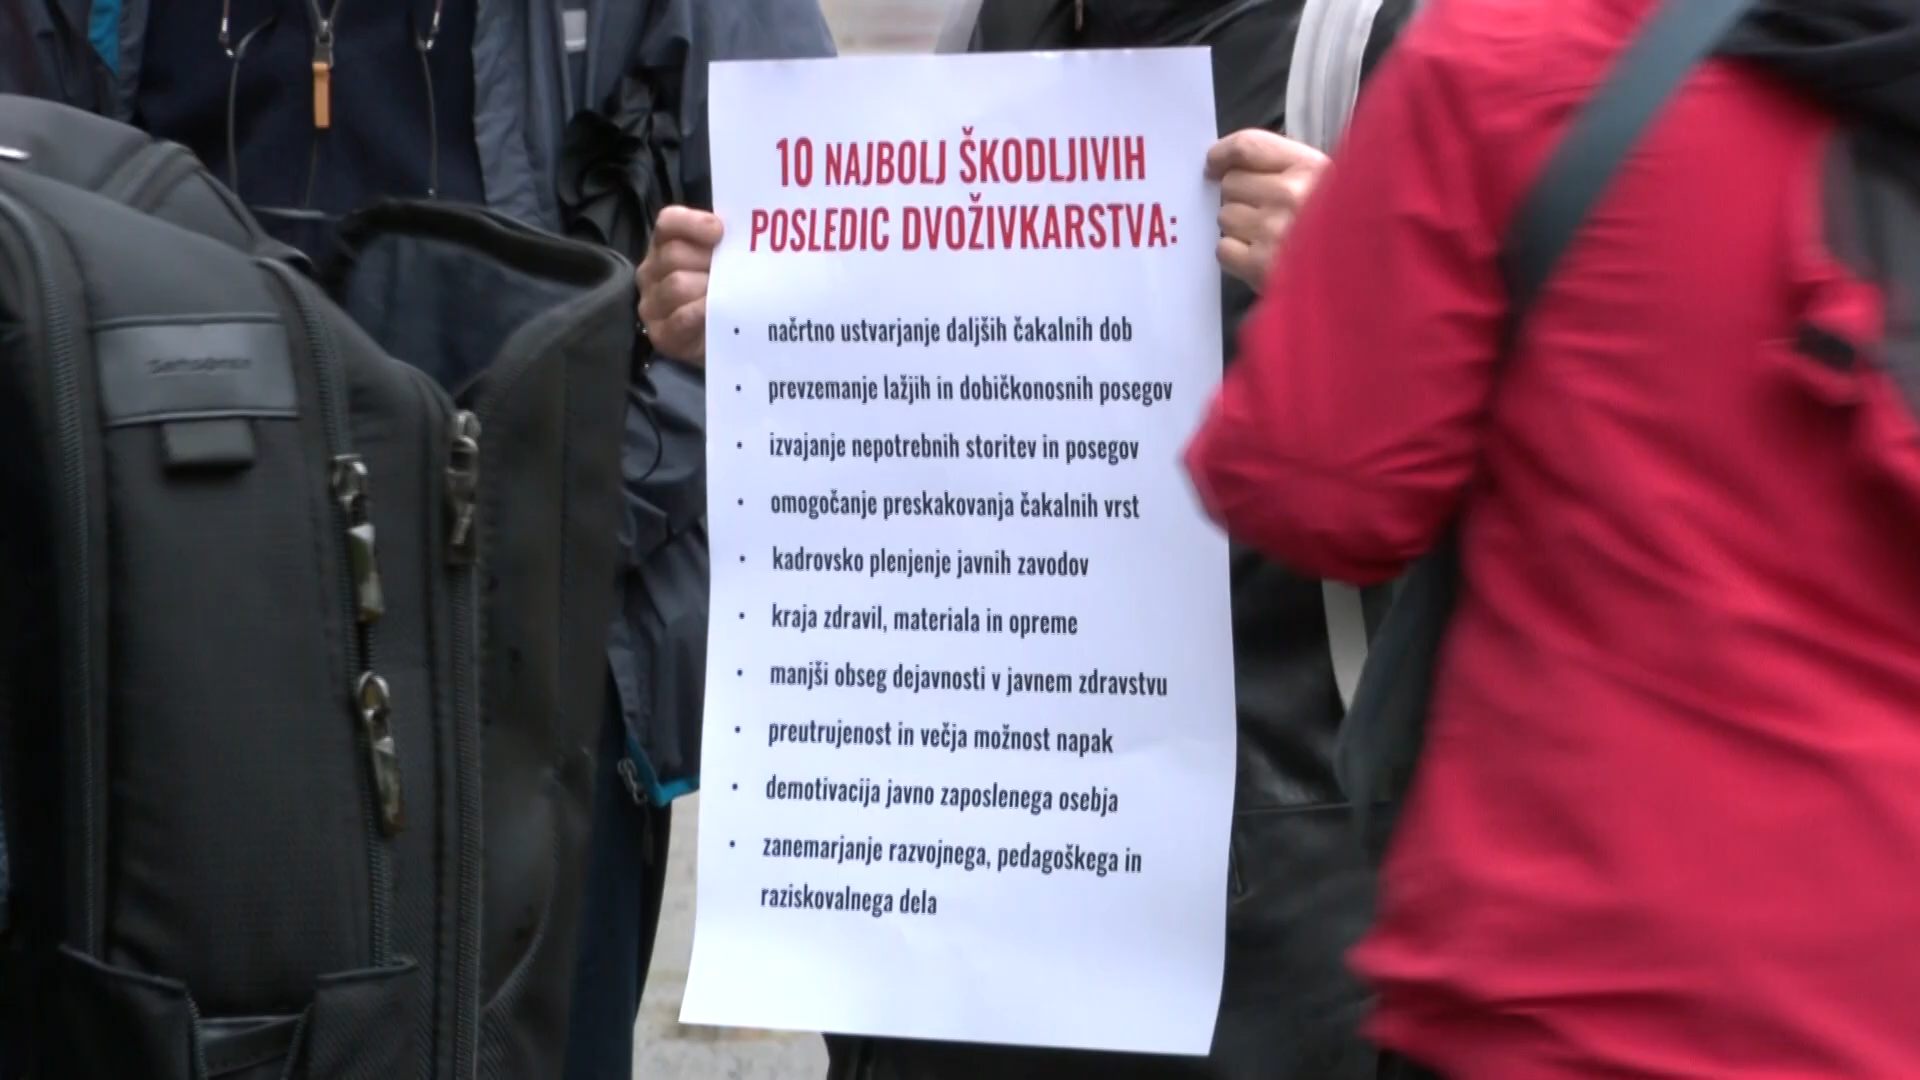 10 NAJBOLJ ŠKODLJIVIH
POSLEDIC DVOŽIVKARSTVA:
• načrtno ustvarjanje daljših čakalnih dob
• prevzemanje lažjih in dobičkonosnih posegov
• izvajanje nepotrebnih storitev in posegov
• omogočanje preskakovanja čakalnih vrst
• kadrovsko plenjenje javnih zavodov
• kraja zdravil, materiala in opreme
• manjši obseg dejavnosti v javnem zdravstvu
• preutrujenost in večja možnost napak
• demotivacija javno zaposlenega osebja
• zanemarjanje razvojnega, pedagoškega in
raziskovalnega dela
Samsonite